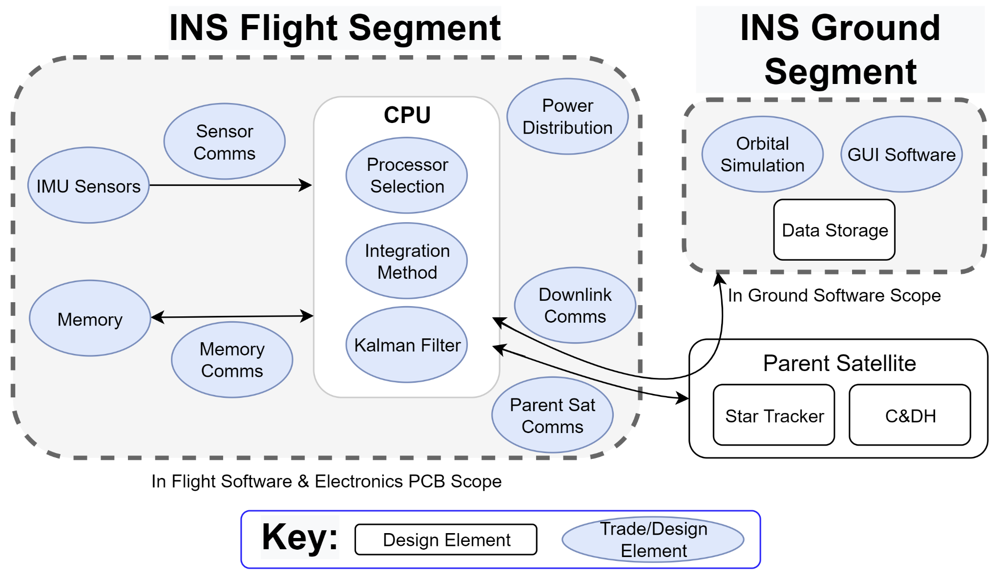 INS Flight Segment
INS Ground
Segment
CPU
Power
Distribution
Sensor
Comms
IMU Sensors
Processor
Selection
Integration
Method
Kalman Filter
Memory
Memory
Comms
Downlink
Comms
Parent Sat
Comms
In Flight Software & Electronics PCB Scope
Orbital
Simulation
GUI Software
Data Storage
In Ground Software Scope
Parent Satellite
Star Tracker
C&DH
Key:
Design Element
Trade/Design
Element